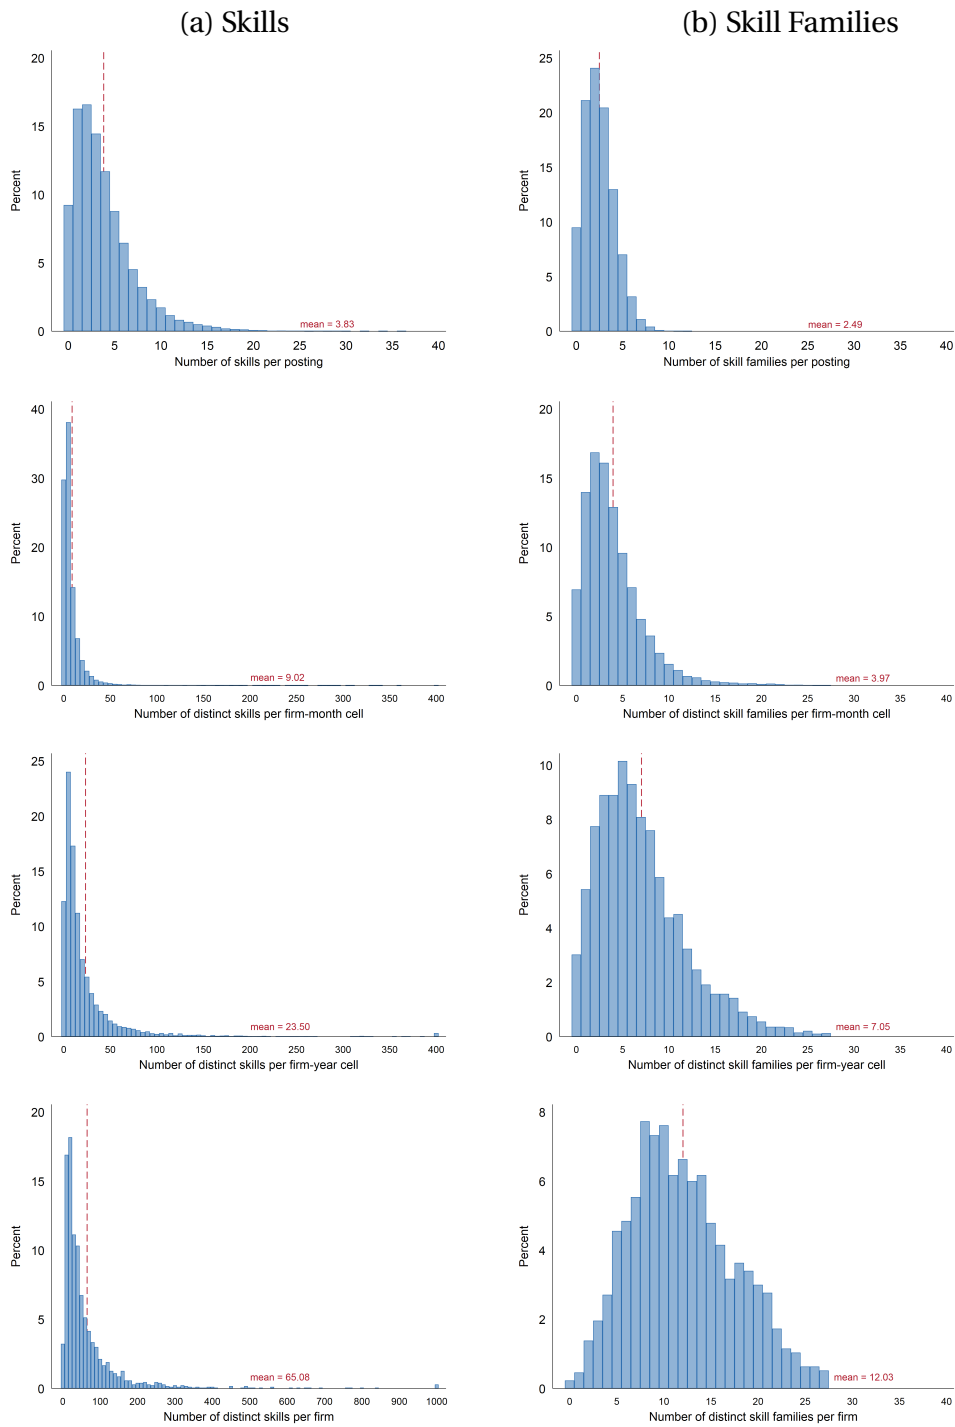 (a) Skills
(b) Skill Families
Percent
20
15
10
5
0
mean = 3.83
0 5 10 15 20 25 30 35 40
Number of skills per posting
Percent
25
20
15
10
5
0
mean = 2.49
0 5 10 15 20 25 30 35 40
Number of skill families per posting
Percent
40
30
20
10
0
mean = 9.02
0 50 100 150 200 250 300 350 400
Number of distinct skills per firm-month cell
Percent
20
15
10
5
0
mean = 3.97
0 5 10 15 20 25 30 35 40
Number of distinct skill families per firm-month cell
Percent
25
20
15
10
5
0
mean = 23.50
0 50 100 150 200 250 300 350 400
Number of distinct skills per firm-year cell
Percent
10
8
6
4
2
0
mean = 7.05
0 5 10 15 20 25 30 35 40
Number of distinct skill families per firm-year cell
Percent
20
15
10
5
0
mean = 65.08
0 100 200 300 400 500 600 700 800 900 1000
Number of distinct skills per firm
Percent
8
6
4
2
0
mean = 12.03
0 5 10 15 20 25 30 35 40
Number of distinct skill families per firm